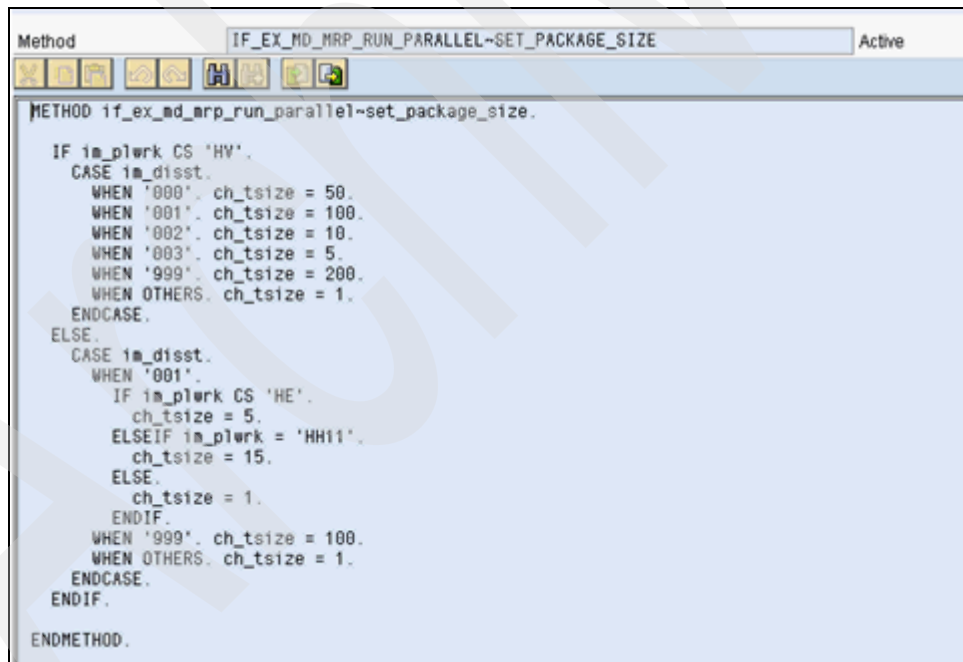 Method IF_EX_MD_MRP_RUN_PARALLEL~SET_PACKAGE_SIZE Active
METHOD if_ex_md_mrp_run_parallel~set_package_size.
IF im_plwrk CS 'HV'.
CASE im_disst.
WHEN '000'. ch_tsize = 50.
WHEN '001'. ch_tsize = 100.
WHEN '002'. ch_tsize = 10.
WHEN '003'. ch_tsize = 5.
WHEN '999'. ch_tsize = 200.
WHEN OTHERS. ch_tsize = 1.
ENDCASE.
ELSE.
CASE im_disst.
WHEN '001'.
IF im_plwrk CS 'HE'.
ch_tsize = 5.
ELSEIF im_plwrk = 'HH11'.
ch_tsize = 15.
ELSE.
ch_tsize = 1.
ENDIF.
WHEN '999'. ch_tsize = 100.
WHEN OTHERS. ch_tsize = 1.
ENDCASE.
ENDIF.
ENDMETHOD.